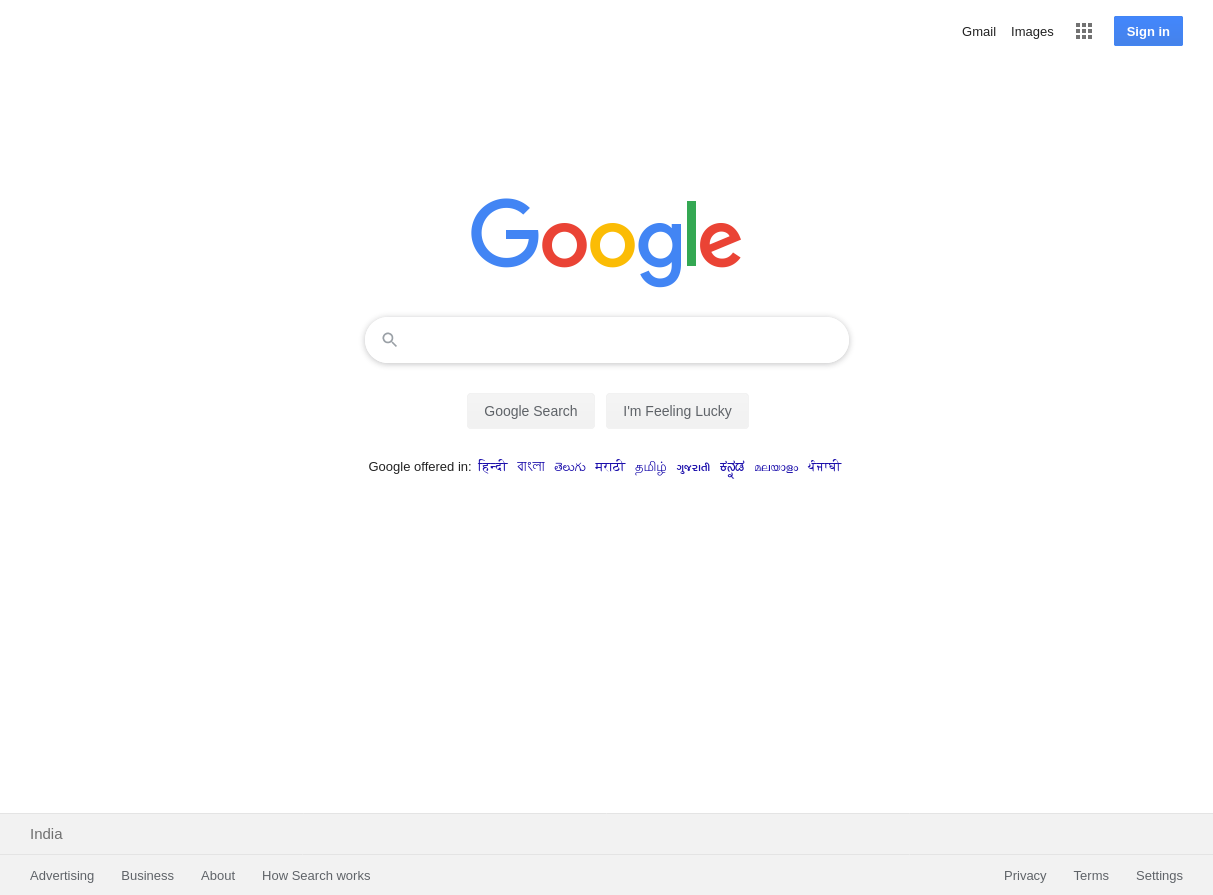 Gmail Images Sign in
Google
Google Search I'm Feeling Lucky
Google offered in: हिन्दी বাংলা తెలుగు मराठी தமிழ் ગુજરાતી ಕನ್ನಡ മലയാളം ਪੰਜਾਬੀ
India
Advertising Business About How Search works Privacy Terms Settings